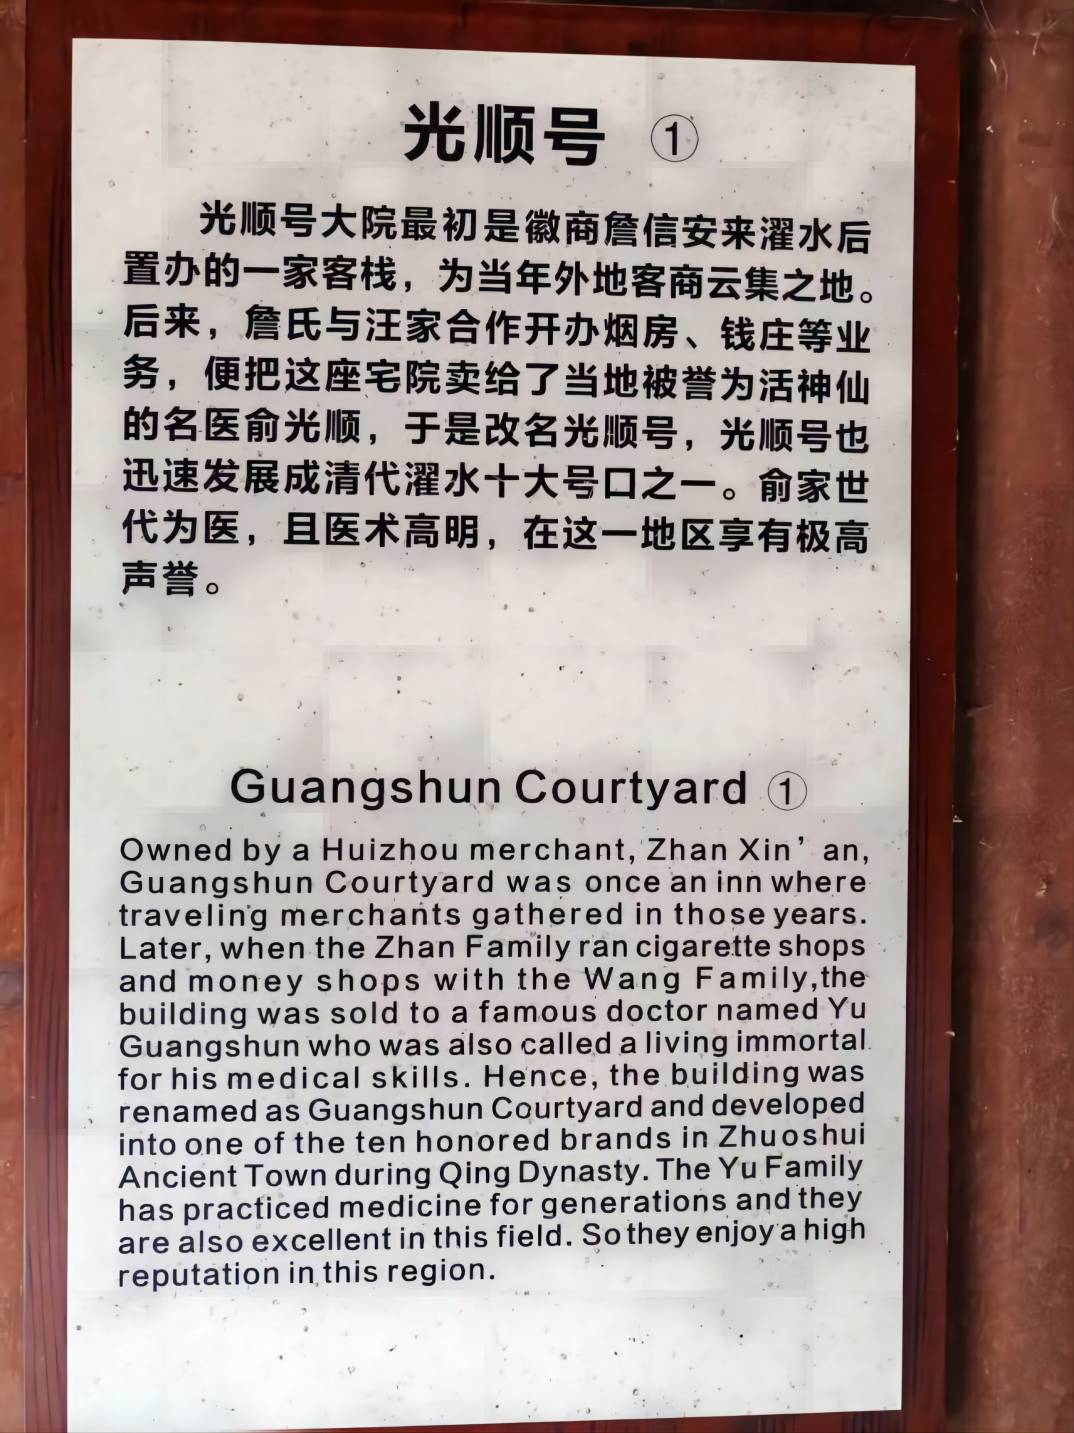 光顺号 ①
光顺号大院最初是徽商詹信安来濯水后
置办的一家客栈，为当年外地客商云集之地。
后来，詹氏与汪家合作开办烟房、钱庄等业
务，便把这座宅院卖给了当地被誉为活神仙
的名医俞光顺，于是改名光顺号，光顺号也
迅速发展成清代濯水十大号口之一。俞家世
代为医，且医术高明，在这一地区享有极高
声誉。
Guangshun Courtyard ①
Owned by a Huizhou merchant, Zhan Xin’an,
Guangshun Courtyard was once an inn where
traveling merchants gathered in those years.
Later, when the Zhan Family ran cigarette shops
and money shops with the Wang Family,the
building was sold to a famous doctor named Yu
Guangshun who was also called a living immortal
for his medical skills. Hence, the building was
renamed as Guangshun Courtyard and developed
into one of the ten honored brands in Zhuoshui
Ancient Town during Qing Dynasty. The Yu Family
has practiced medicine for generations and they
are also excellent in this field. So they enjoy a high
reputation in this region.